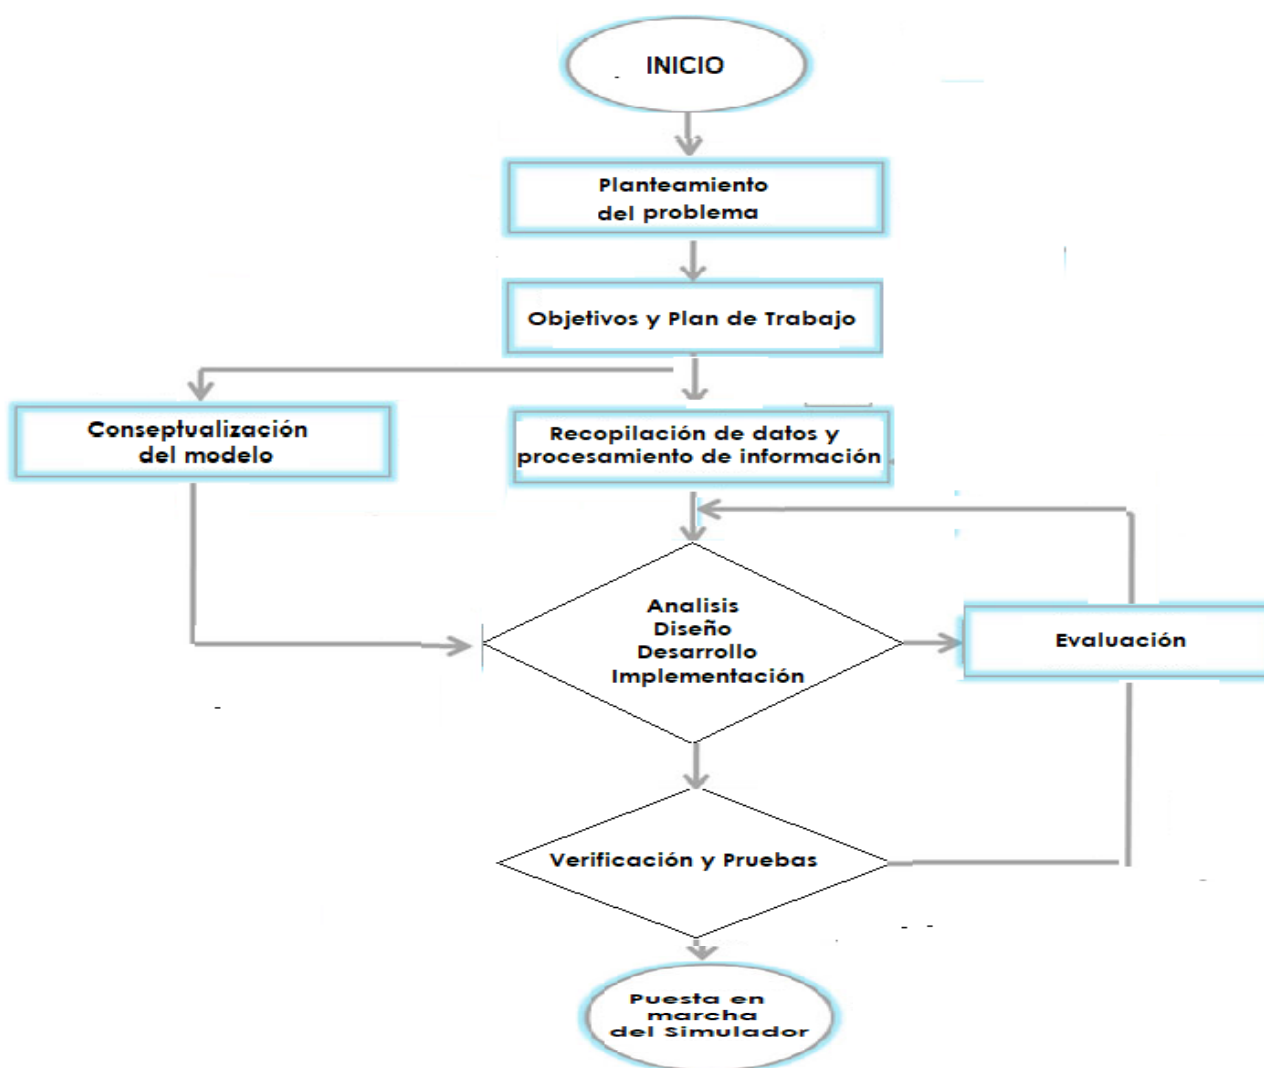 INICIO
Planteamiento
del problema
Objetivos y Plan de Trabajo
Conseptualización
del modelo
Recopilación de datos y
procesamiento de información
Analisis
Diseño
Desarrollo
Implementación
Evaluación
Verificación y Pruebas
Puesta en
marcha
del Simulador